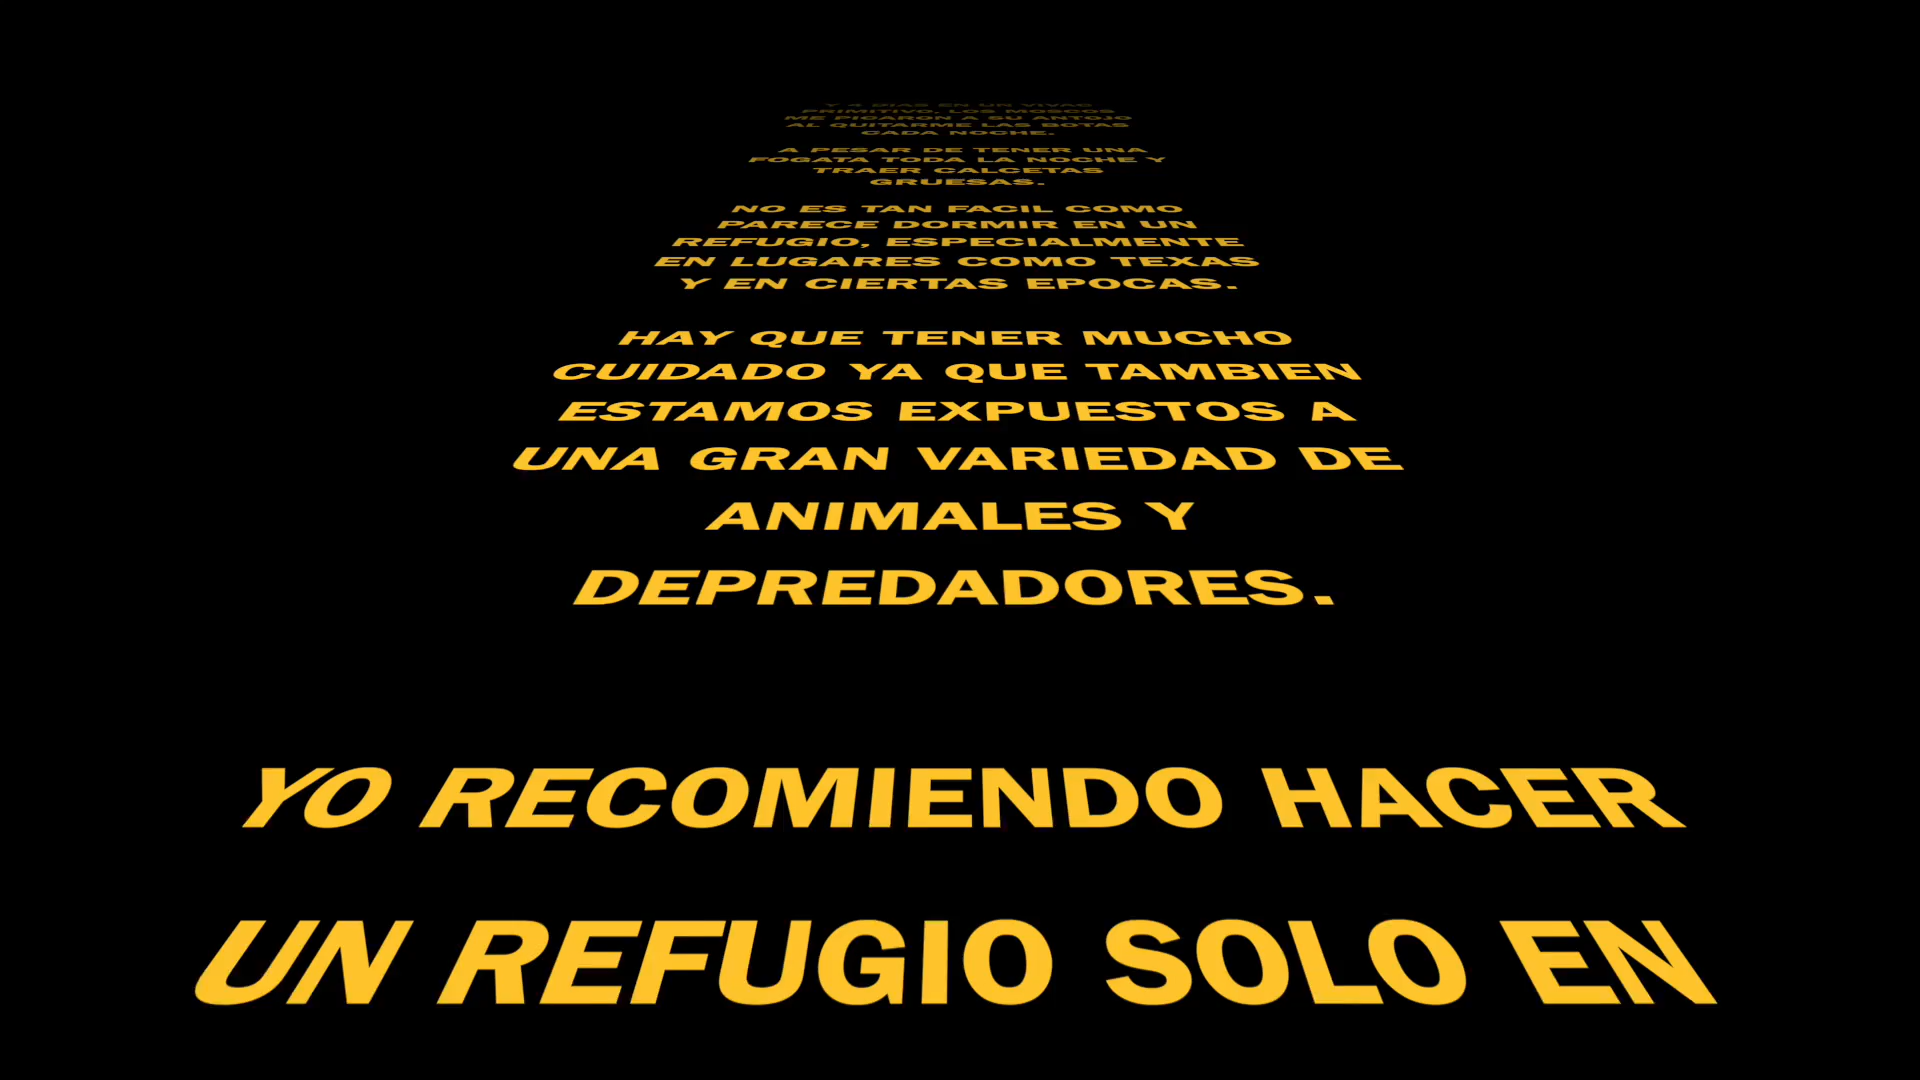 Y 4 DIAS EN UN VIVAC
PRIMITIVO, LOS MOSCOS
ME PICARON A SU ANTOJO
AL QUITARME LAS BOTAS
CADA NOCHE.
A PESAR DE TENER UNA
FOGATA TODA LA NOCHE Y
TRAER CALCETAS
GRUESAS.
NO ES TAN FACIL COMO
PARECE DORMIR EN UN
REFUGIO, ESPECIALMENTE
EN LUGARES COMO TEXAS
Y EN CIERTAS EPOCAS.
HAY QUE TENER MUCHO
CUIDADO YA QUE TAMBIEN
ESTAMOS EXPUESTOS A
UNA GRAN VARIEDAD DE
ANIMALES Y
DEPREDADORES.
YO RECOMIENDO HACER
UN REFUGIO SOLO EN